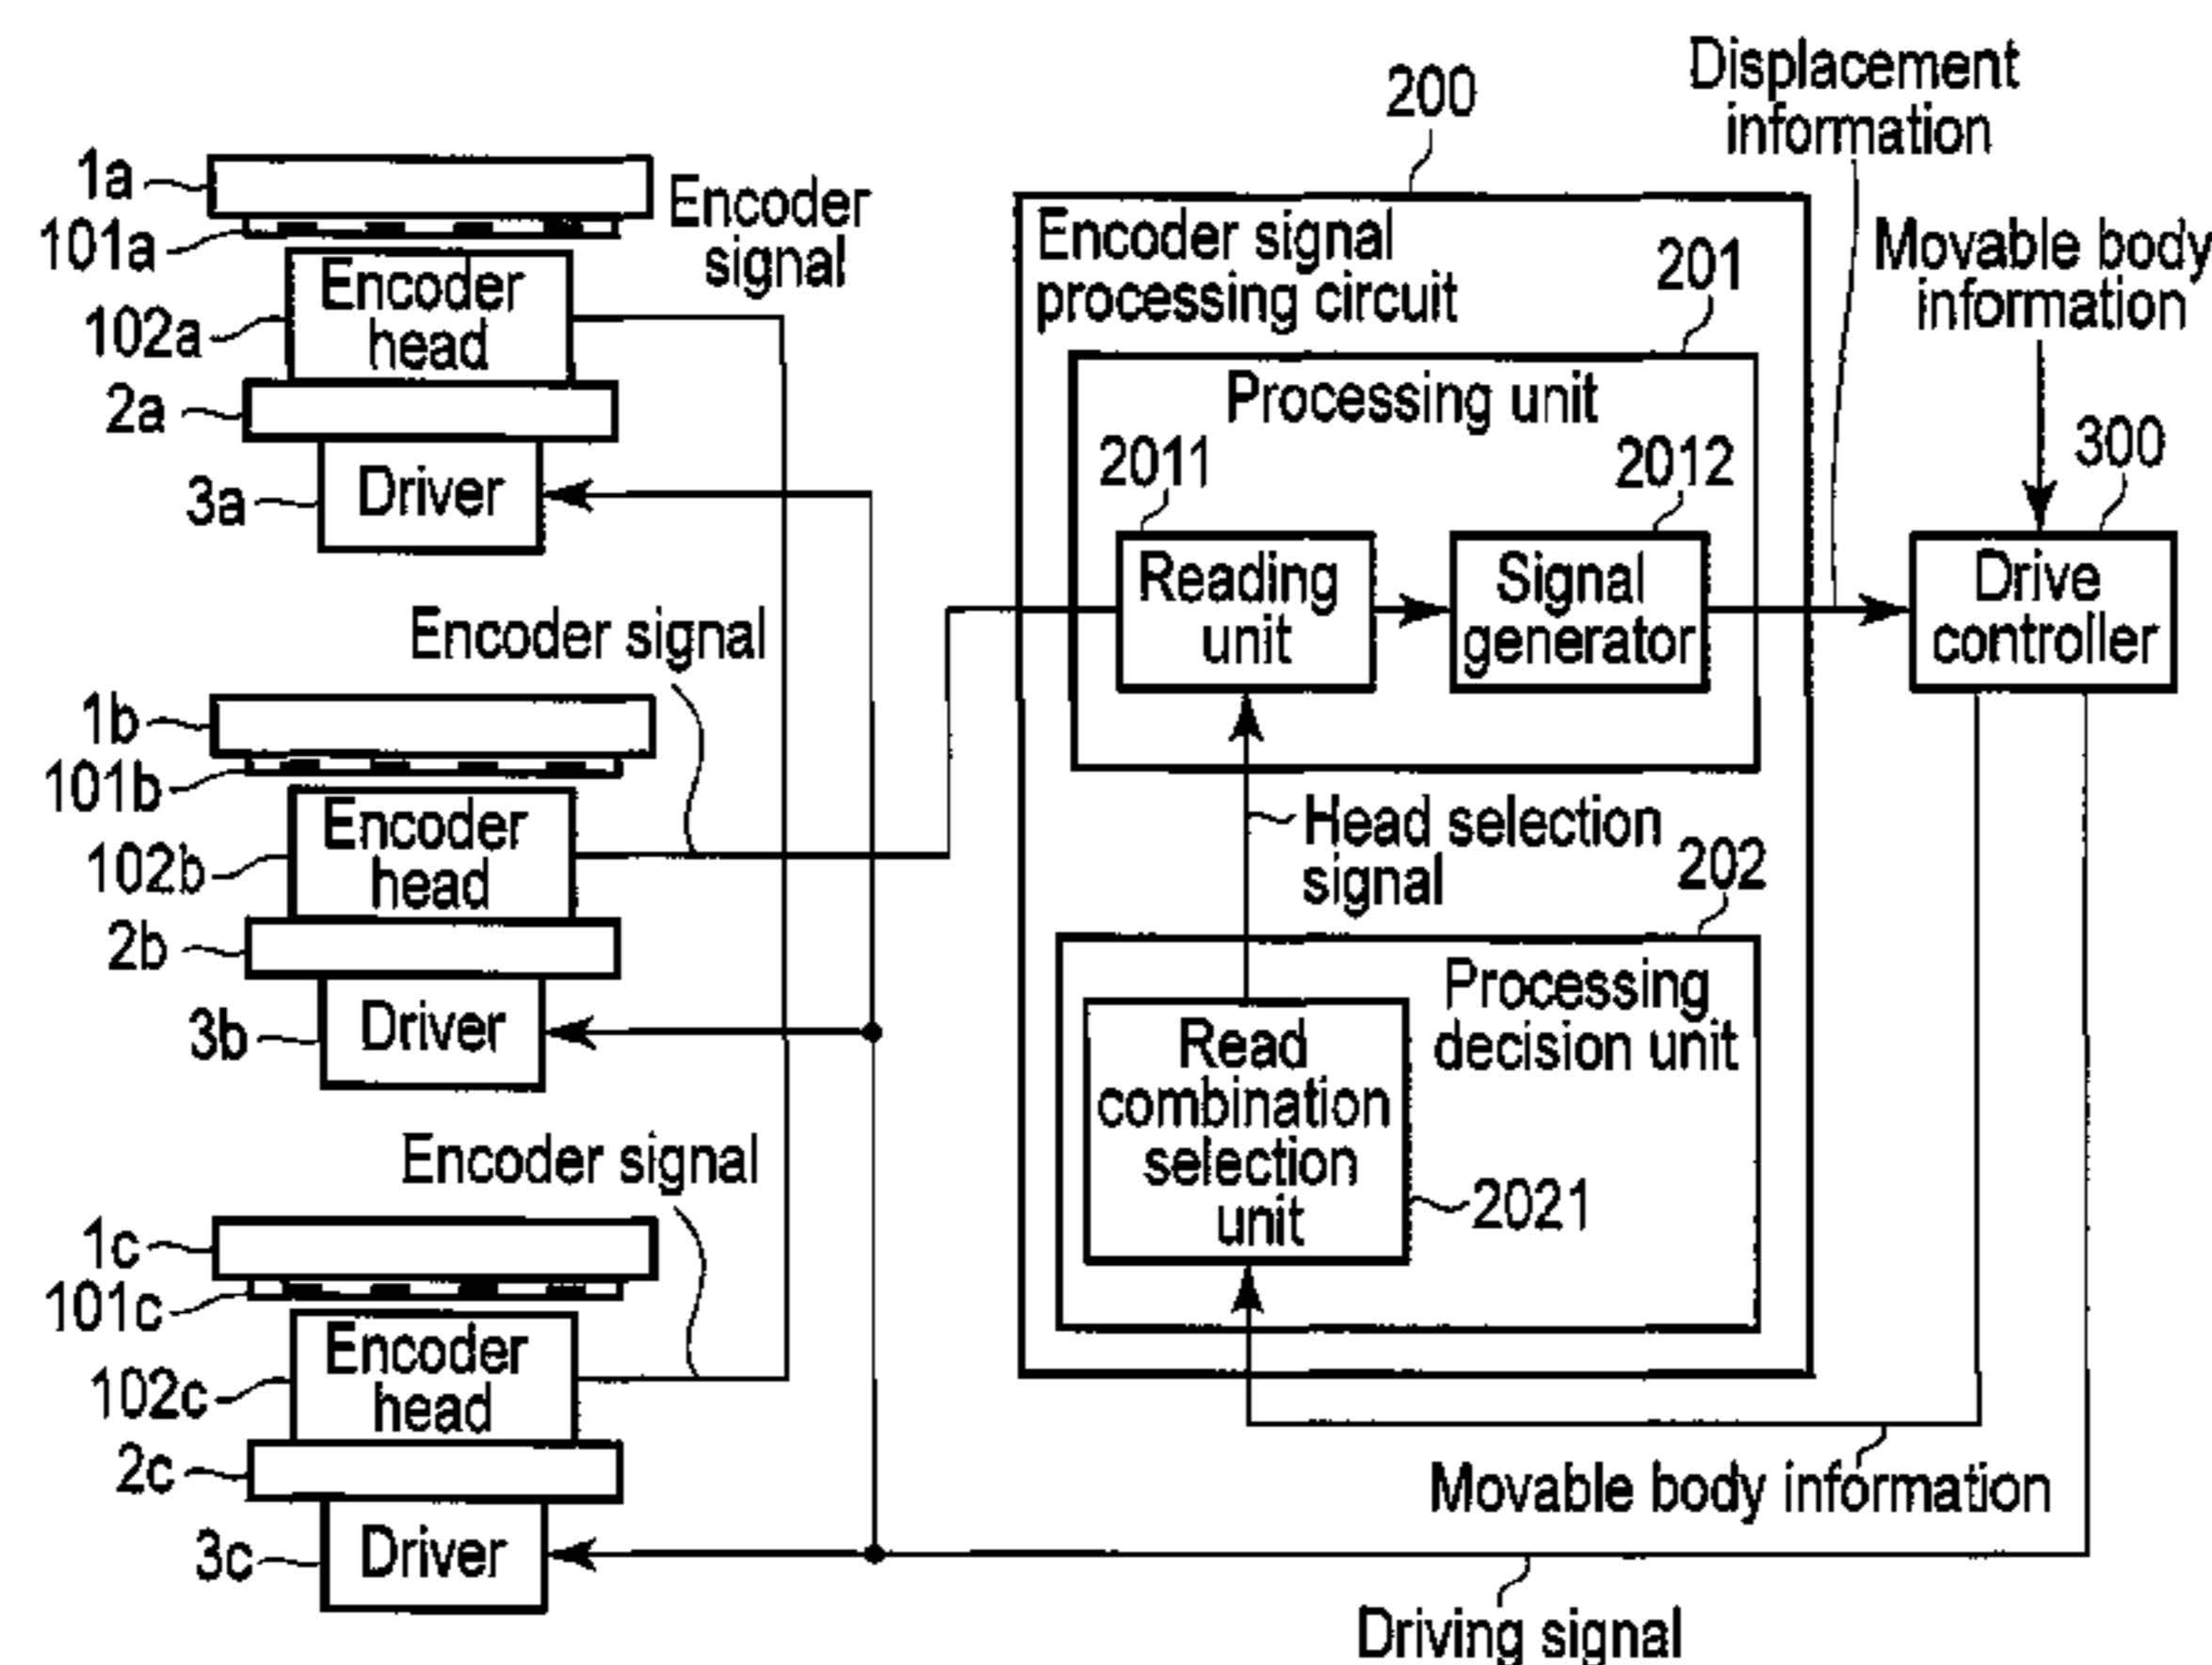 200
Displacement
information
1a
101a
Encoder
signal
Encoder
head
102a
2a
3a
Driver
Encoder signal
processing circuit
201
Movable body
information
Processing unit
2011
2012
300
Reading
unit
Signal
generator
Drive
controller
Encoder signal
1b
101b
Encoder
head
102b
2b
3b
Driver
Head selection
signal
202
Processing
decision unit
Read
combination
selection
unit
2021
Encoder signal
1c
101c
Encoder
head
102c
2c
3c
Driver
Movable body information
Driving signal